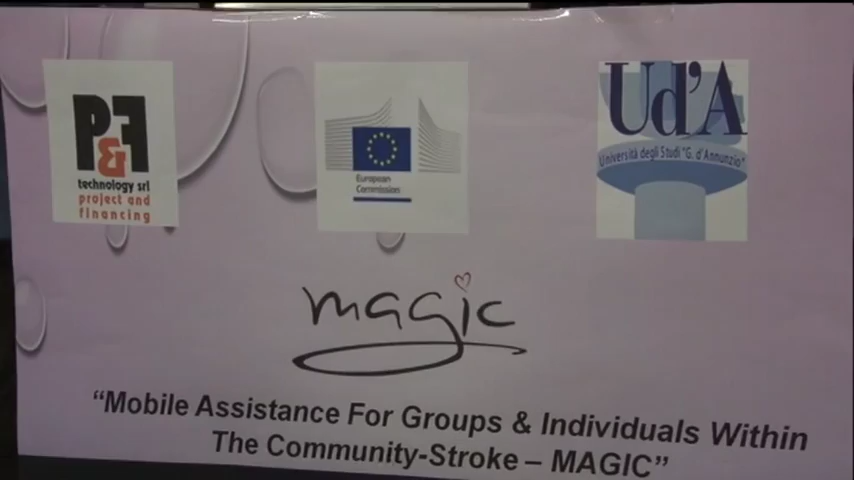 P&F
technology srl
project and
financing
European
Commission
Ud'A
Università degli Studi "G. d'Annunzio"
magic
“Mobile Assistance For Groups & Individuals Within
The Community-Stroke – MAGIC”